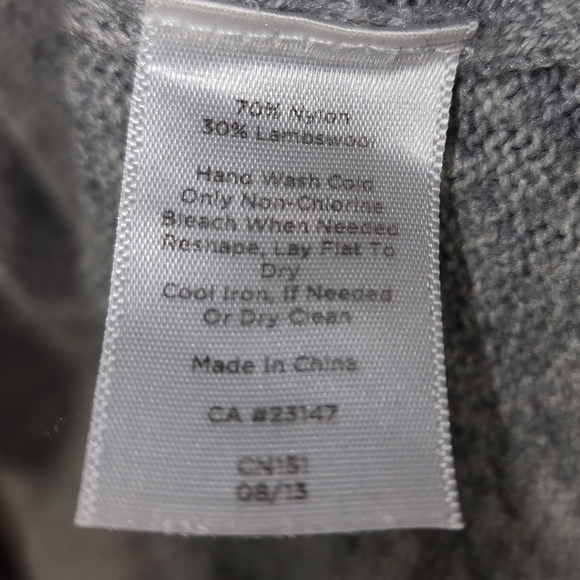 70% Nylon
30% Lambswool
Hand Wash Cold
Only Non-Chlorine
Bleach When Needed
Reshape, Lay Flat To
Dry
Cool Iron, If Needed
Or Dry Clean
Made in China
CA #23147
CN151
08/13